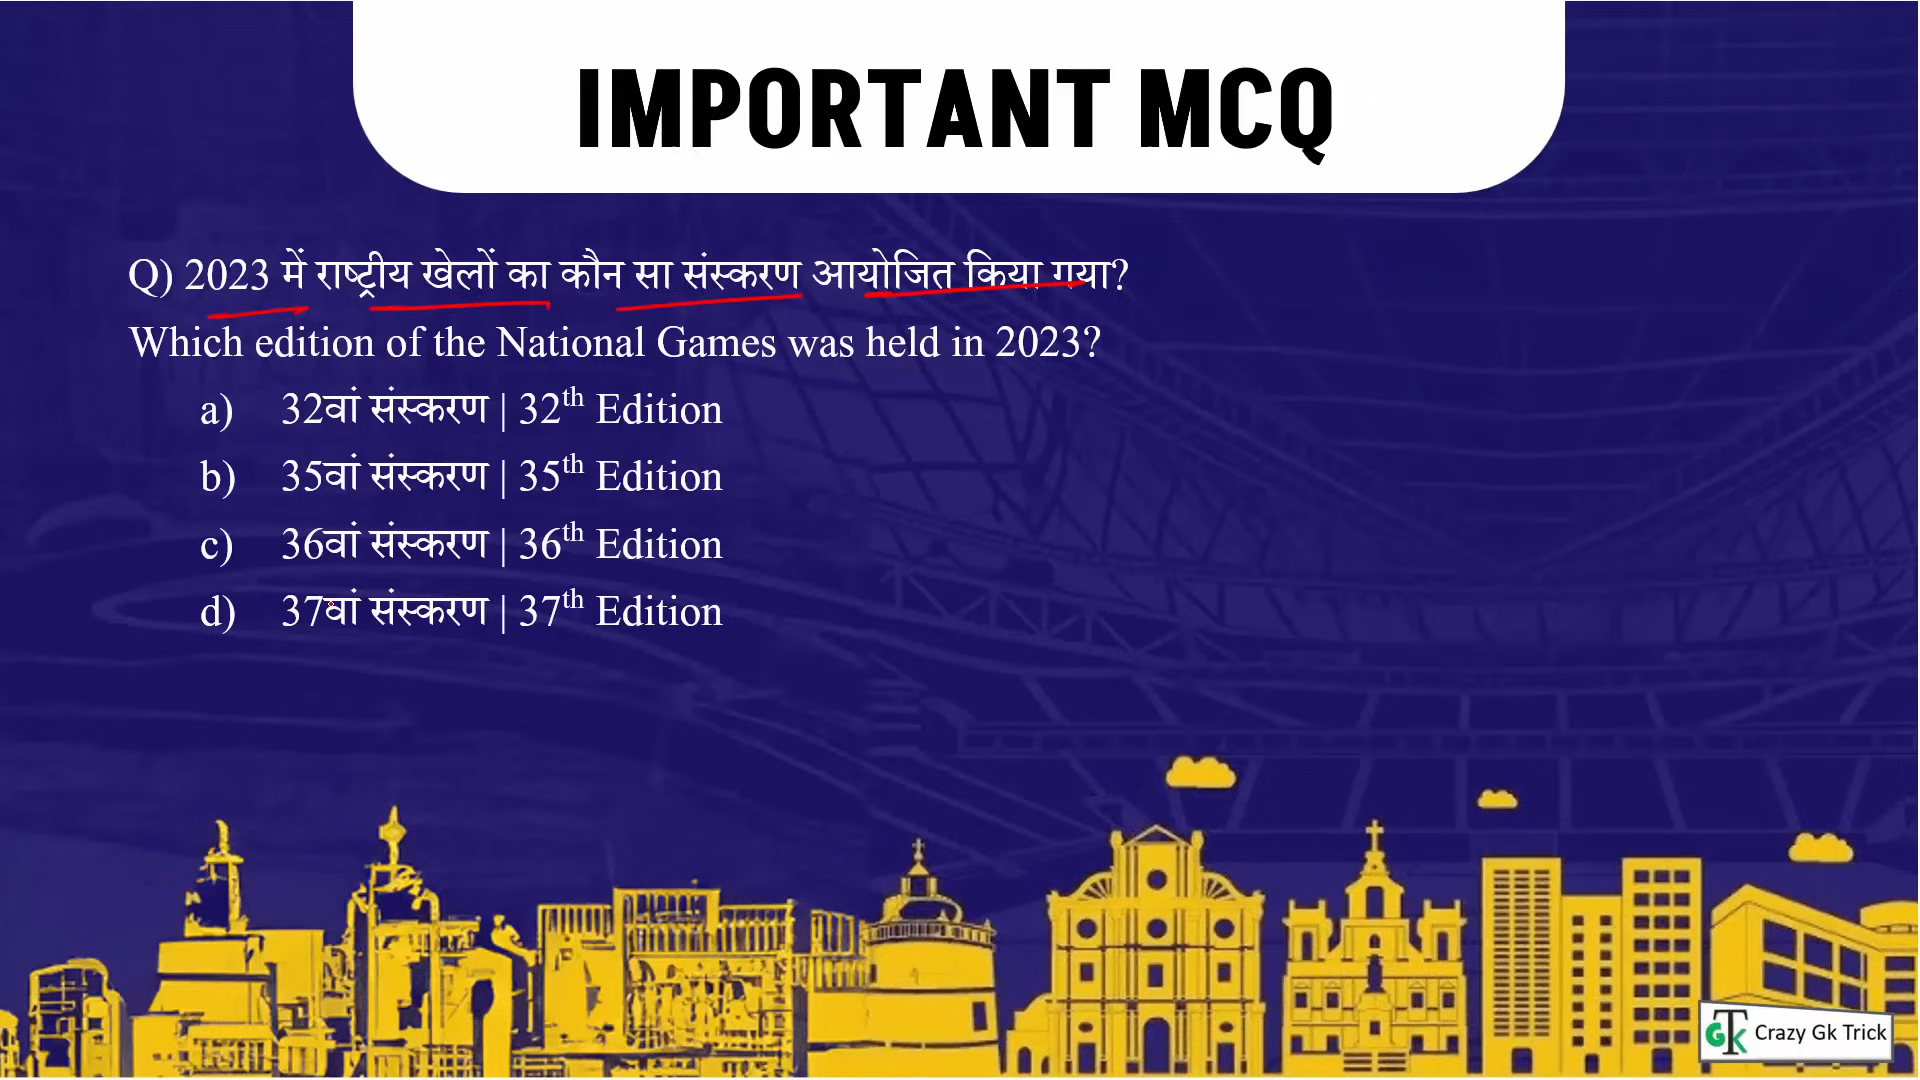 IMPORTANT MCQ
Q) 2023 में राष्ट्रीय खेलों का कौन सा संस्करण आयोजित किया गया?
Which edition of the National Games was held in 2023?
a) 32वां संस्करण | 32th Edition
b) 35वां संस्करण | 35th Edition
c) 36वां संस्करण | 36th Edition
d) 37वां संस्करण | 37th Edition
GTK Crazy Gk Trick